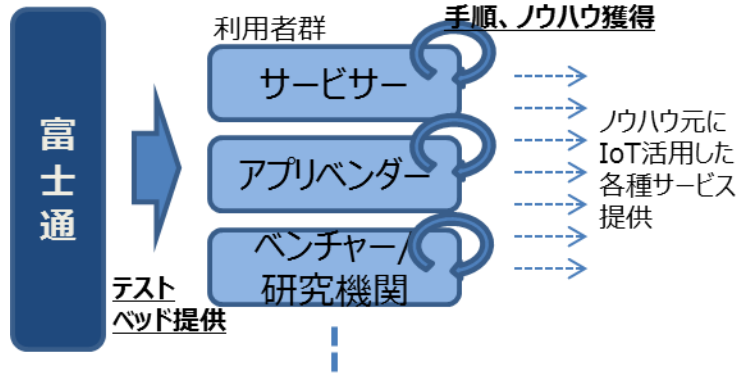 手順、ノウハウ獲得
利用者群
サービサー
富士通
アプリベンダー
ノウハウ元に
IoT活用した
各種サービス
提供
ベンチャー/
研究機関
テスト
ベッド提供